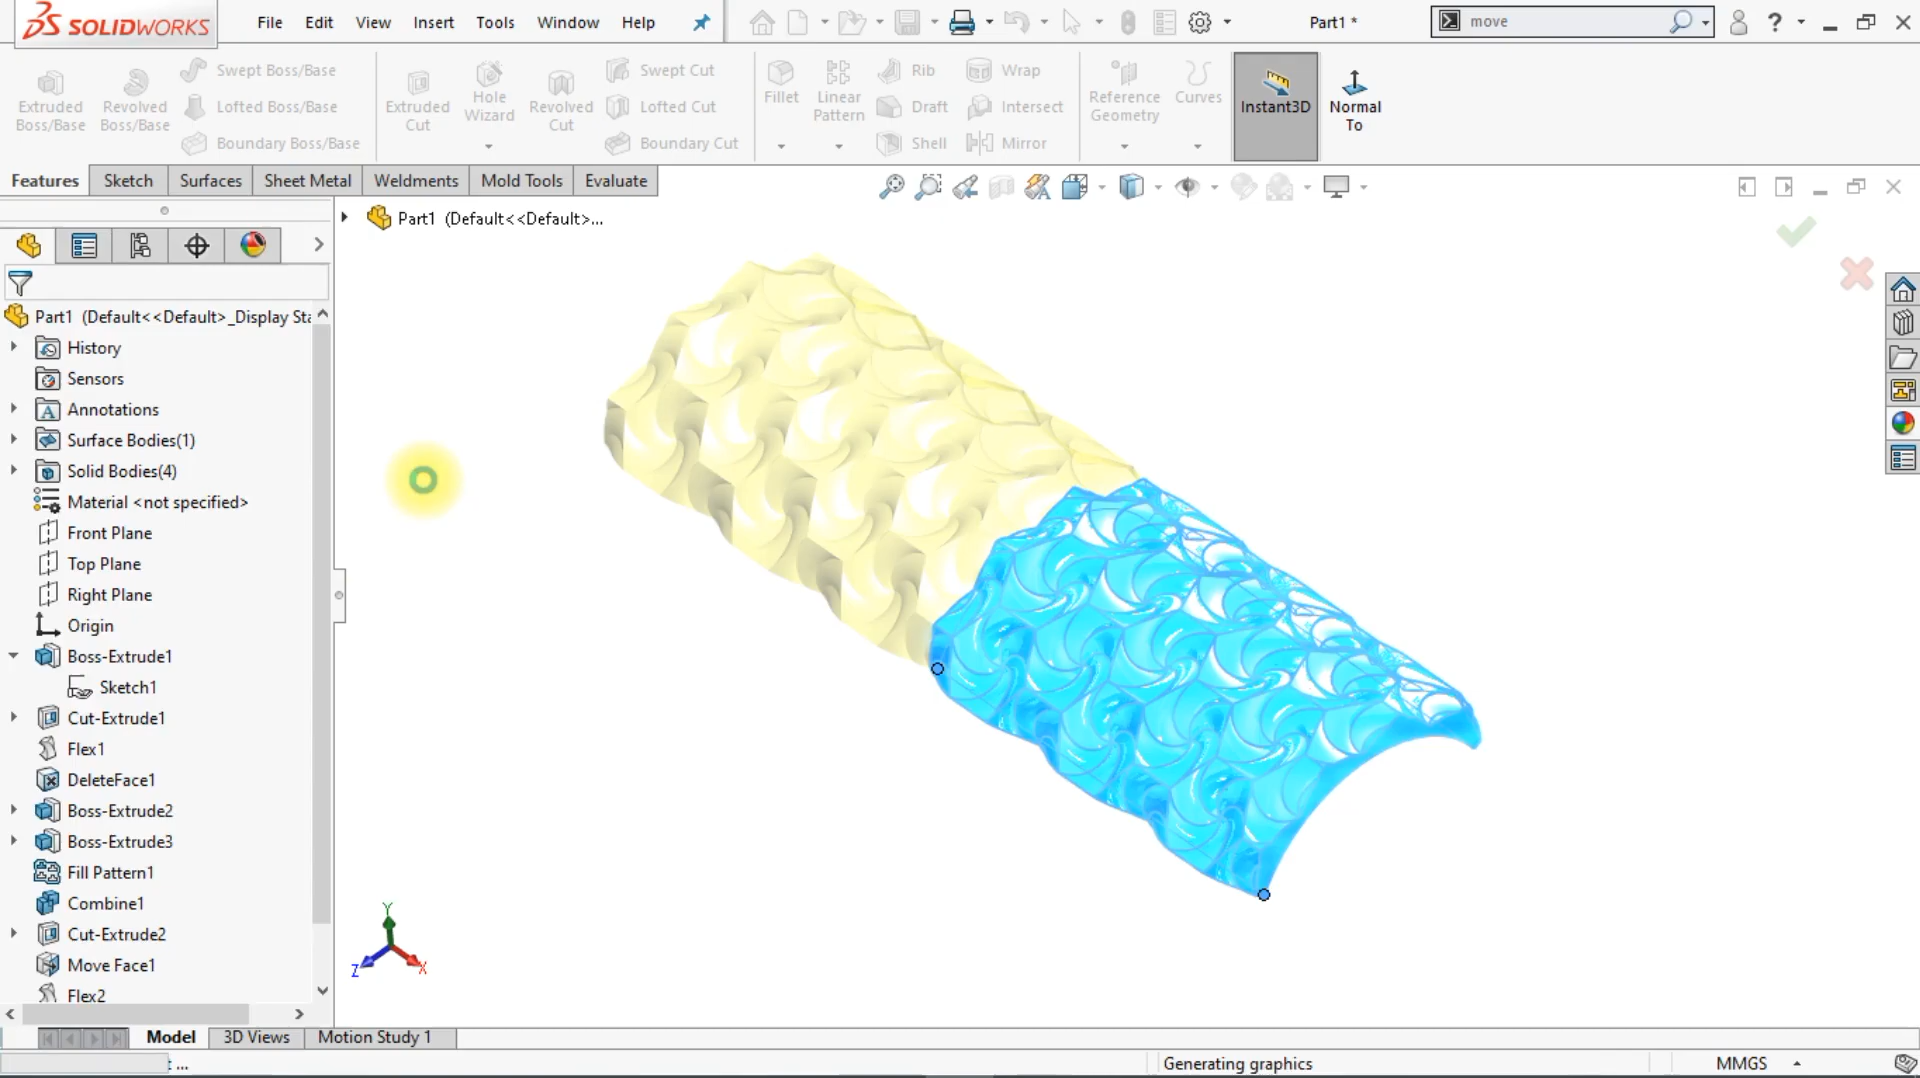 SOLIDWORKS
File Edit View Insert Tools Window Help
Part1 *
move
Extruded Boss/Base
Revolved Boss/Base
Swept Boss/Base
Lofted Boss/Base
Boundary Boss/Base
Extruded Cut
Hole Wizard
Revolved Cut
Swept Cut
Lofted Cut
Boundary Cut
Fillet
Linear Pattern
Rib
Draft
Shell
Wrap
Intersect
Mirror
Reference Geometry
Curves
Instant3D
Normal To
Features Sketch Surfaces Sheet Metal Weldments Mold Tools Evaluate
Part1 (Default<<Default>...
Part1 (Default<<Default>_Display Sta
History
Sensors
Annotations
Surface Bodies(1)
Solid Bodies(4)
Material <not specified>
Front Plane
Top Plane
Right Plane
Origin
Boss-Extrude1
Sketch1
Cut-Extrude1
Flex1
DeleteFace1
Boss-Extrude2
Boss-Extrude3
Fill Pattern1
Combine1
Cut-Extrude2
Move Face1
Flex2
Y
Z
X
Model 3D Views Motion Study 1
...
Generating graphics
MMGS